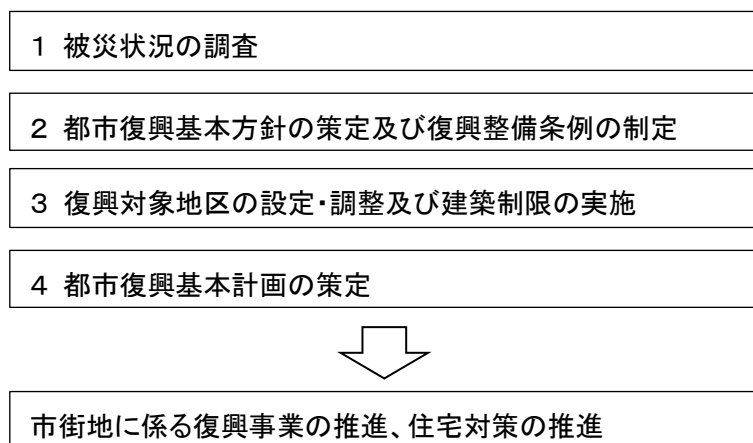 1 被災状況の調査
2 都市復興基本方針の策定及び復興整備条例の制定
3 復興対象地区の設定・調整及び建築制限の実施
4 都市復興基本計画の策定
市街地に係る復興事業の推進、住宅対策の推進